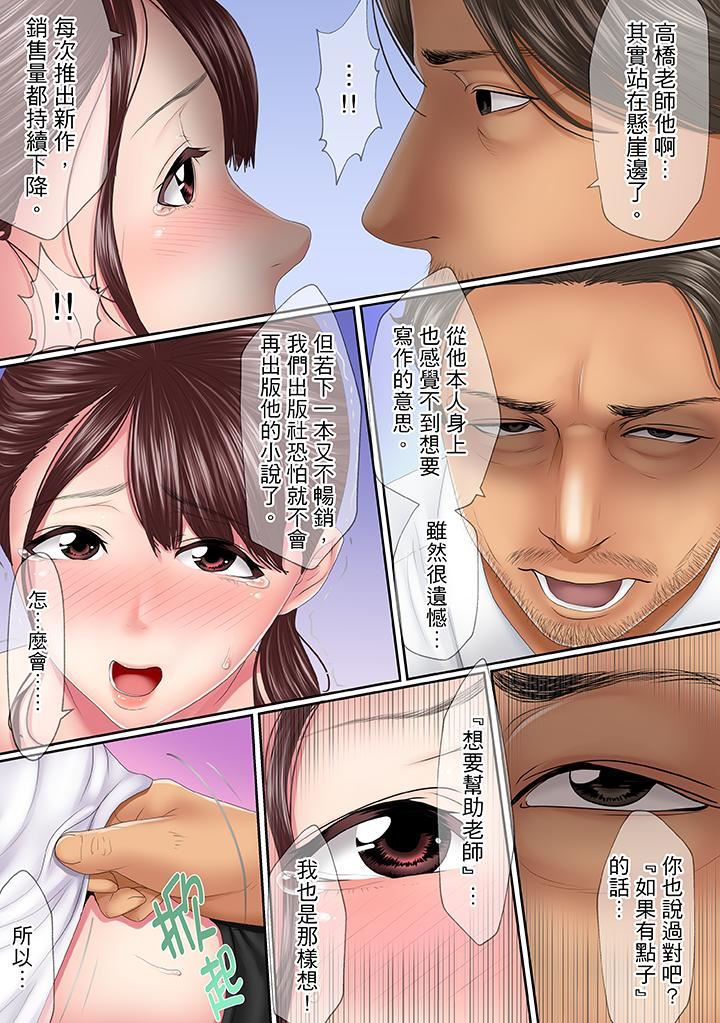 高橋老師他啊…
其實站在懸崖邊了。
…!!
每次推出新作，
銷售量都持續下降。
!!
從他本人身上
也感覺不到想要
寫作的意思。
雖然很遺憾…
但若下一本又不暢銷，
我們出版社恐怕就不會
再出版他的小說了。
怎…麼會……
你也說過對吧？
『如果有點子』
的話…
『想要幫助老師』…
我也是那樣想！
掀起
所以…